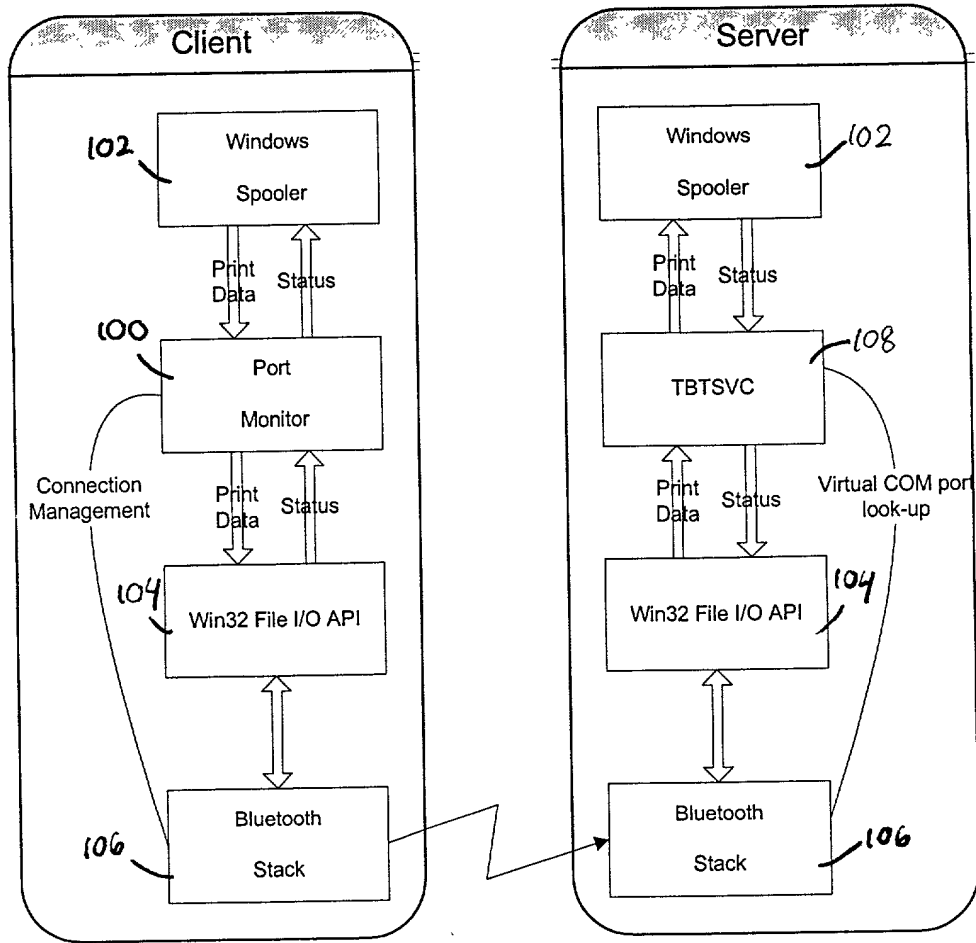 Client
102
Windows
Spooler
Print
Data
Status
100
Port
Monitor
Connection
Management
Print
Data
Status
104
Win32 File I/O API
106
Bluetooth
Stack
Server
102
Windows
Spooler
Print
Data
Status
108
TBTSVC
Print
Data
Status
Virtual COM port
look-up
104
Win32 File I/O API
Bluetooth
Stack
106